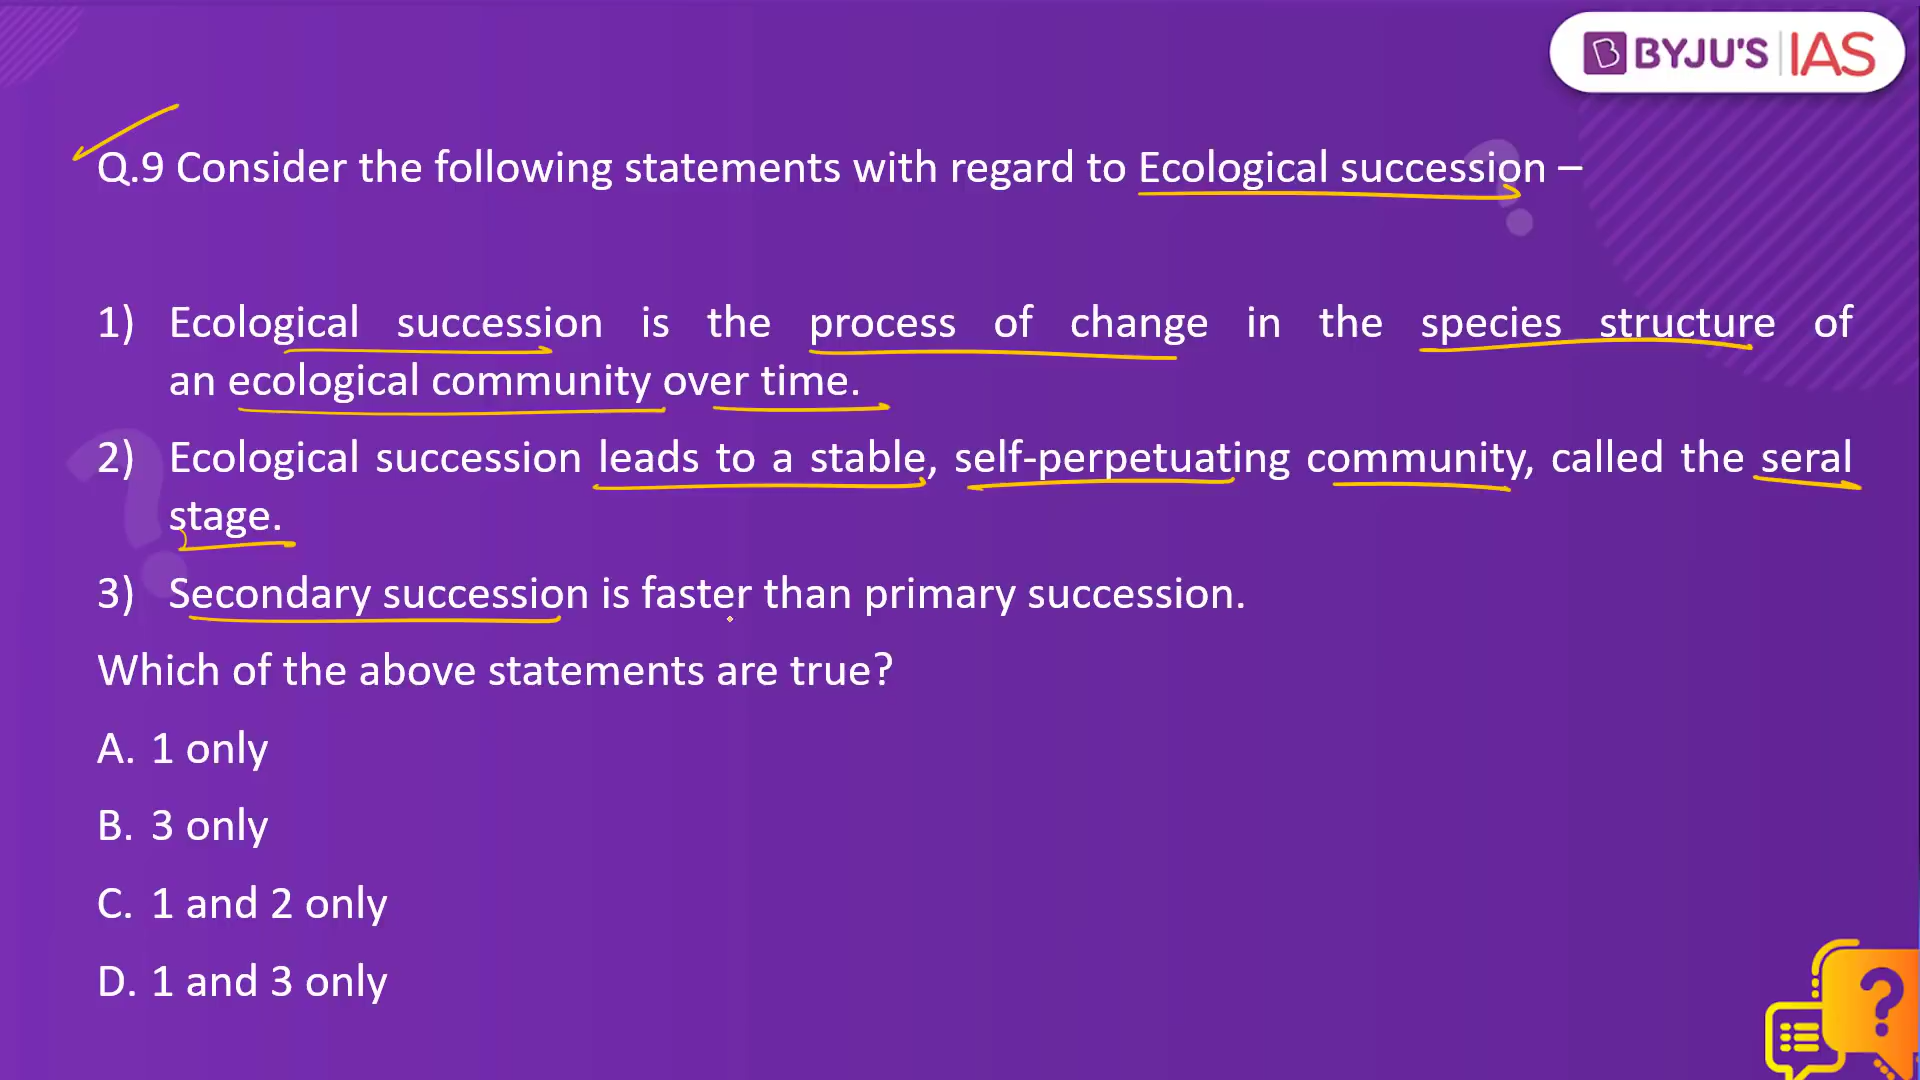 BYJU'S IAS
Q.9 Consider the following statements with regard to Ecological succession –
1) Ecological succession is the process of change in the species structure of
an ecological community over time.
2) Ecological succession leads to a stable, self-perpetuating community, called the seral
stage.
3) Secondary succession is faster than primary succession.
Which of the above statements are true?
A. 1 only
B. 3 only
C. 1 and 2 only
D. 1 and 3 only